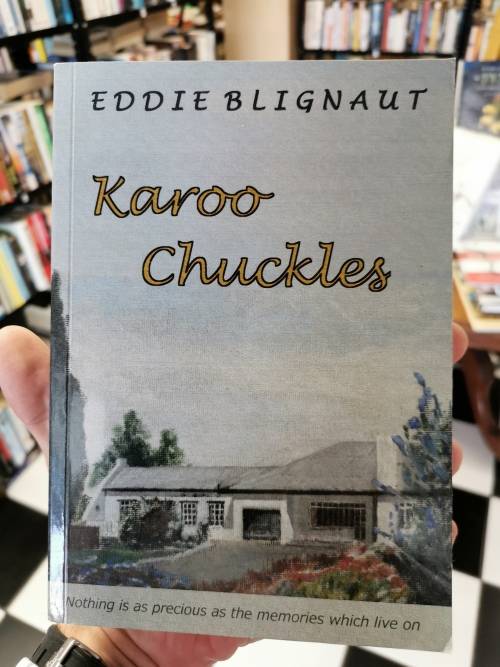 EDDIE BLIGNAUT
Karoo
Chuckles
Nothing is as precious as the memories which live on